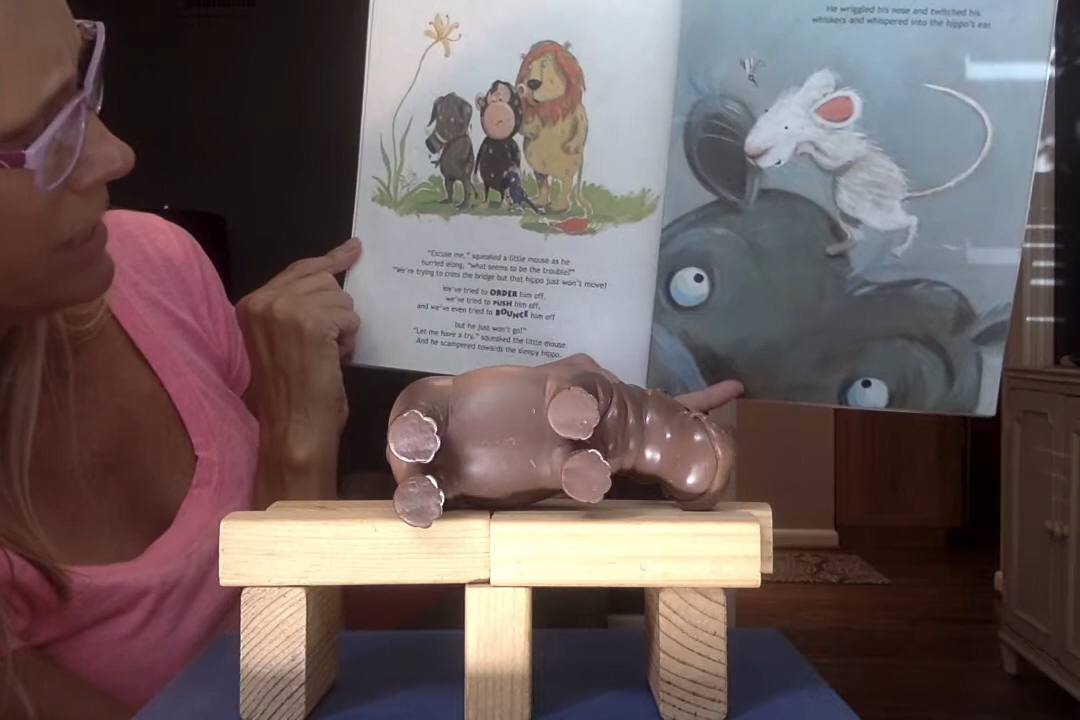 "Excuse me," squeaked a little mouse as he
hurried along, "what seems to be the trouble?"
"We're trying to cross the bridge but that hippo just won't move!
We've tried to ORDER him off,
we've tried to PUSH him off,
and we've even tried to BOUNCE him off
but he just won't go!"
"Let me have a try," squeaked the little mouse.
And he scampered towards the sleepy hippo.
He wriggled his nose and twitched his
whiskers and whispered into the hippo's ear